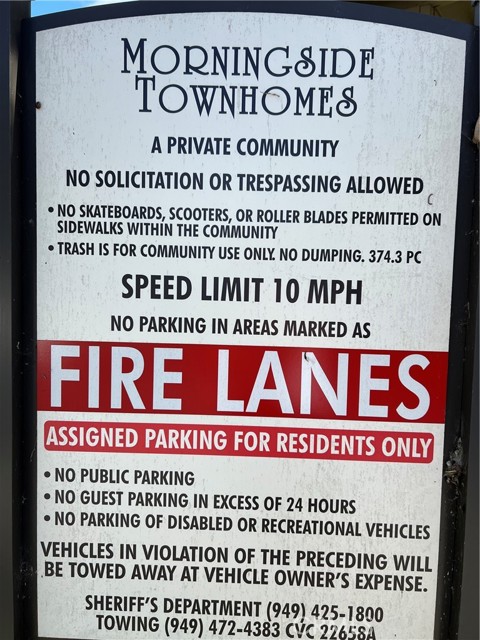 MORNINGSIDE
TOWNHOMES
A PRIVATE COMMUNITY
NO SOLICITATION OR TRESPASSING ALLOWED
• NO SKATEBOARDS, SCOOTERS, OR ROLLER BLADES PERMITTED ON
SIDEWALKS WITHIN THE COMMUNITY
• TRASH IS FOR COMMUNITY USE ONLY. NO DUMPING. 374.3 PC
SPEED LIMIT 10 MPH
NO PARKING IN AREAS MARKED AS
FIRE LANES
ASSIGNED PARKING FOR RESIDENTS ONLY
• NO PUBLIC PARKING
• NO GUEST PARKING IN EXCESS OF 24 HOURS
• NO PARKING OF DISABLED OR RECREATIONAL VEHICLES
VEHICLES IN VIOLATION OF THE PRECEDING WILL
BE TOWED AWAY AT VEHICLE OWNER'S EXPENSE.
SHERIFF'S DEPARTMENT (949) 425-1800
TOWING (949) 472-4383 CVC 22658A